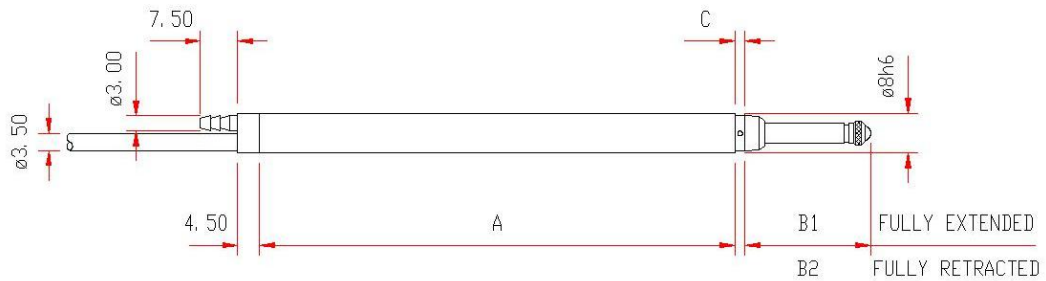 7.50
C
ø3.00
ø8h6
ø3.50
4.50
A
B1
FULLY EXTENDED
B2
FULLY RETRACTED